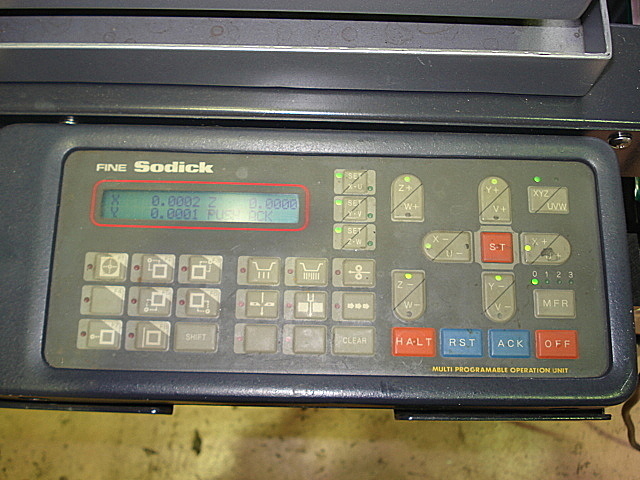 FINE Sodick
X 0.0002 Z 0.0000
Y 0.0001 PUSH ACK
SET X·U
SET Y·V
SET Z·W
Z+ W+
Y+ V+
XYZ UVW
X- U-
S·T
X+ U+
0 1 2 3
Z- W-
Y- V-
MFR
SHIFT
CLEAR
HALT RST ACK OFF
MULTI PROGRAMABLE OPERATION UNIT